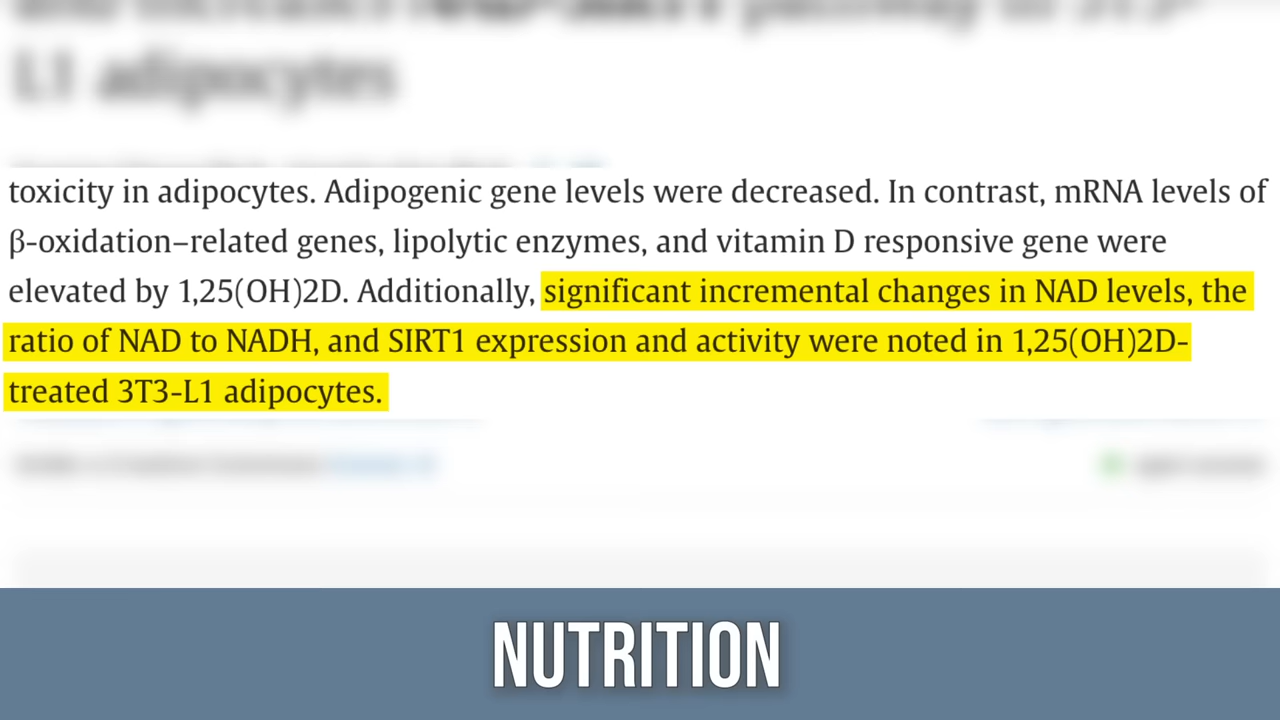 L1 adipocytes
toxicity in adipocytes. Adipogenic gene levels were decreased. In contrast, mRNA levels of
β-oxidation–related genes, lipolytic enzymes, and vitamin D responsive gene were
elevated by 1,25(OH)2D. Additionally, significant incremental changes in NAD levels, the
ratio of NAD to NADH, and SIRT1 expression and activity were noted in 1,25(OH)2D-
treated 3T3-L1 adipocytes.
NUTRITION